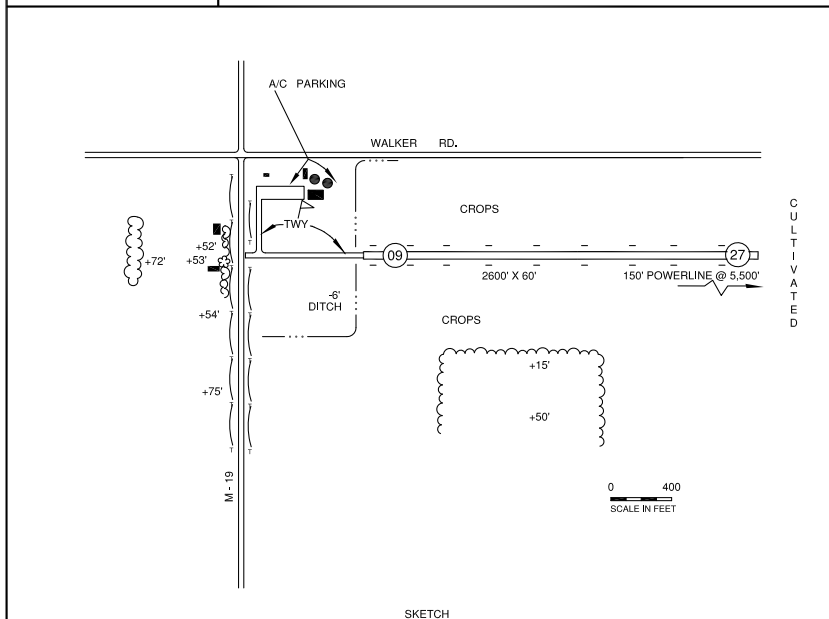 A/C PARKING
WALKER RD.
CROPS
TWY
+52'
+53'
+72'
09
27
2600' X 60'
150' POWERLINE @ 5,500'
CULTIVATED
-6'
DITCH
+54'
CROPS
+15'
+75'
+50'
M - 19
0 400
SCALE IN FEET
SKETCH
T
T
T
T
T
T
T
T
T
T
T
T